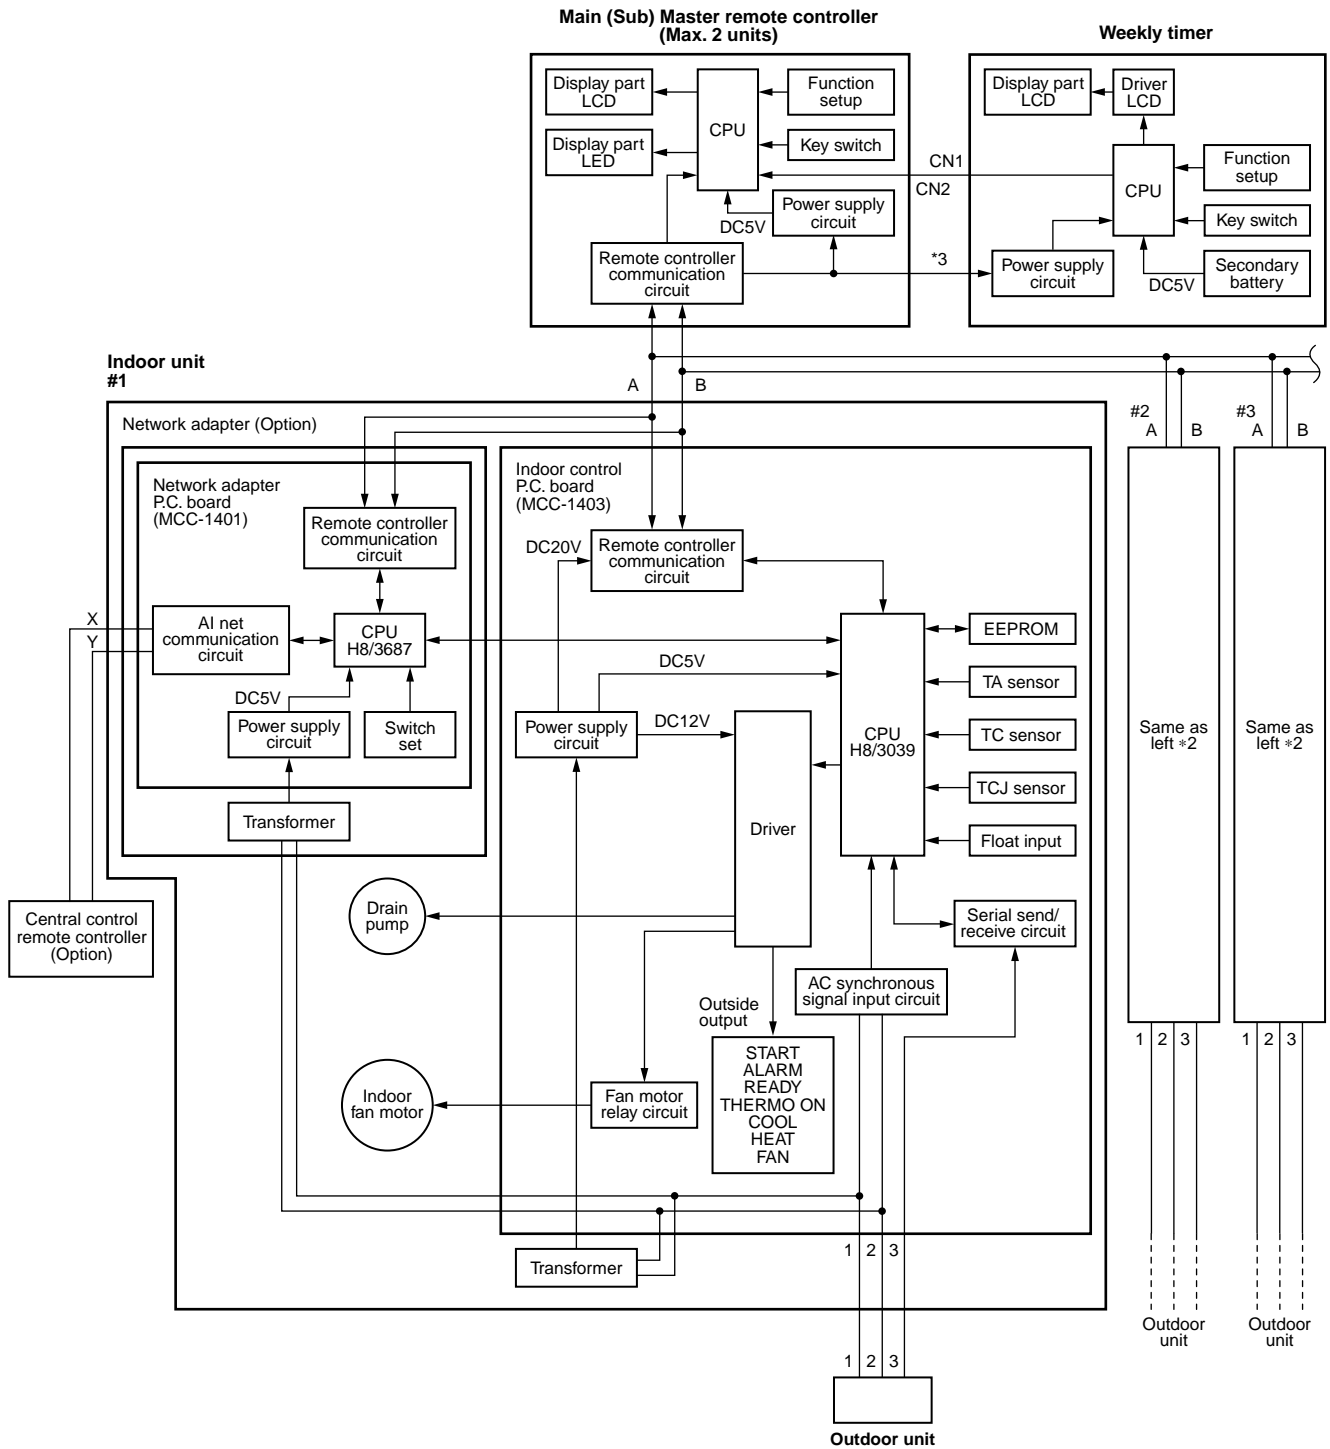 Main (Sub) Master remote controller
(Max. 2 units)
Weekly timer
Display part
LCD
CPU
Function
setup
Display part
LED
Key switch
Power supply
circuit
DC5V
Remote controller
communication
circuit
CN1
CN2
*3
Display part
LCD
Driver
LCD
CPU
Function
setup
Key switch
Power supply
circuit
DC5V
Secondary
battery
Indoor unit
#1
A
B
Network adapter (Option)
Network adapter
P.C. board
(MCC-1401)
Remote controller
communication
circuit
X
Y
AI net
communication
circuit
CPU
H8/3687
DC5V
Power supply
circuit
Switch
set
Transformer
Central control
remote controller
(Option)
Indoor control
P.C. board
(MCC-1403)
DC20V
Remote controller
communication
circuit
DC5V
Power supply
circuit
DC12V
Driver
CPU
H8/3039
EEPROM
TA sensor
TC sensor
TCJ sensor
Float input
Serial send/
receive circuit
AC synchronous
signal input circuit
Drain
pump
Outside
output
START
ALARM
READY
THERMO ON
COOL
HEAT
FAN
Indoor
fan motor
Fan motor
relay circuit
Transformer
1 2 3
1 2 3
Outdoor unit
#2
A B
Same as
left *2
1 2 3
Outdoor
unit
#3
A B
Same as
left *2
1 2 3
Outdoor
unit